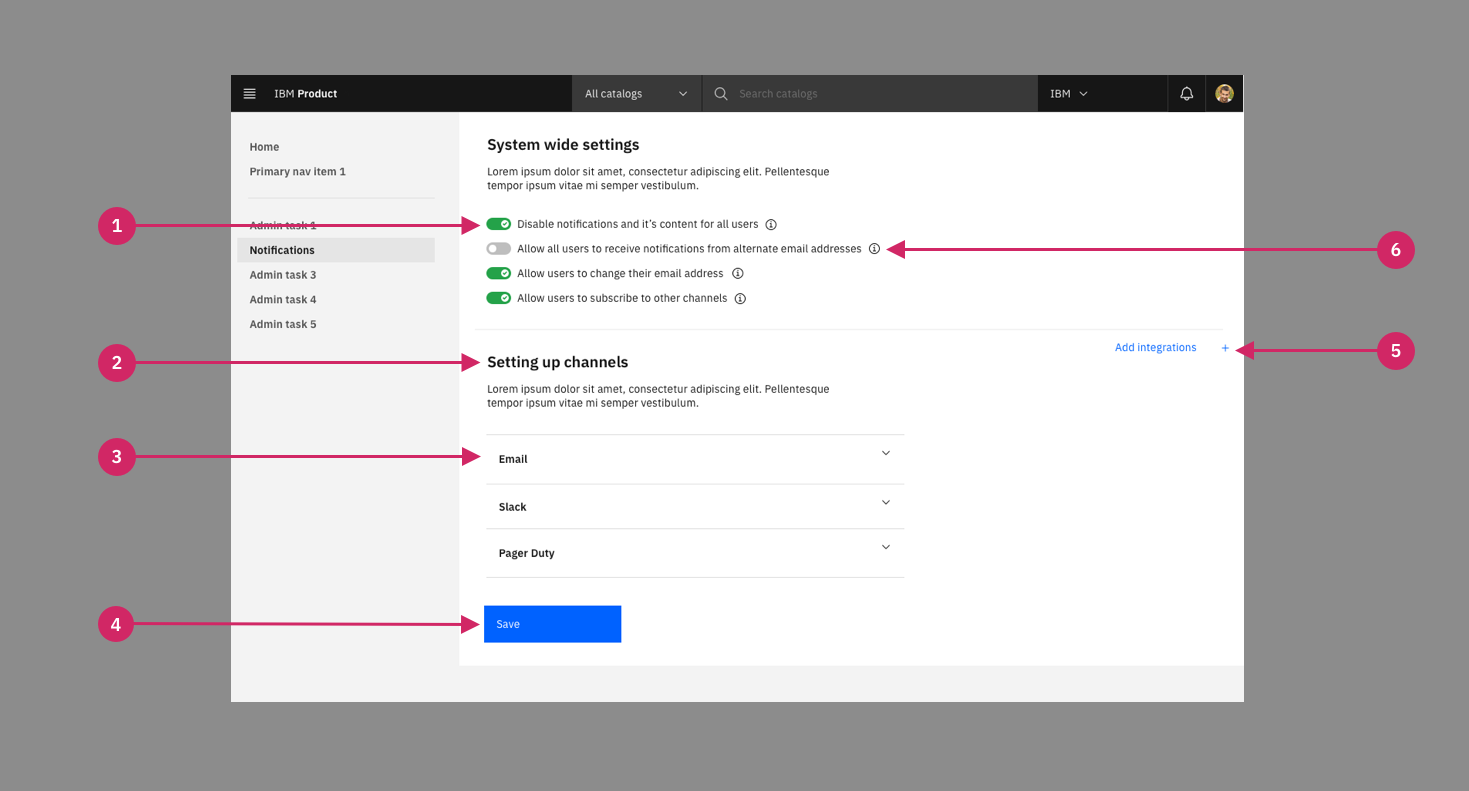 IBM Product
All catalogs
Search catalogs
IBM
Home
Primary nav item 1
Admin task 1
Notifications
Admin task 3
Admin task 4
Admin task 5
System wide settings
Lorem ipsum dolor sit amet, consectetur adipiscing elit. Pellentesque
tempor ipsum vitae mi semper vestibulum.
1
Disable notifications and it's content for all users
Allow all users to receive notifications from alternate email addresses
6
Allow users to change their email address
Allow users to subscribe to other channels
Add integrations +
5
2
Setting up channels
Lorem ipsum dolor sit amet, consectetur adipiscing elit. Pellentesque
tempor ipsum vitae mi semper vestibulum.
3
Email
Slack
Pager Duty
4
Save